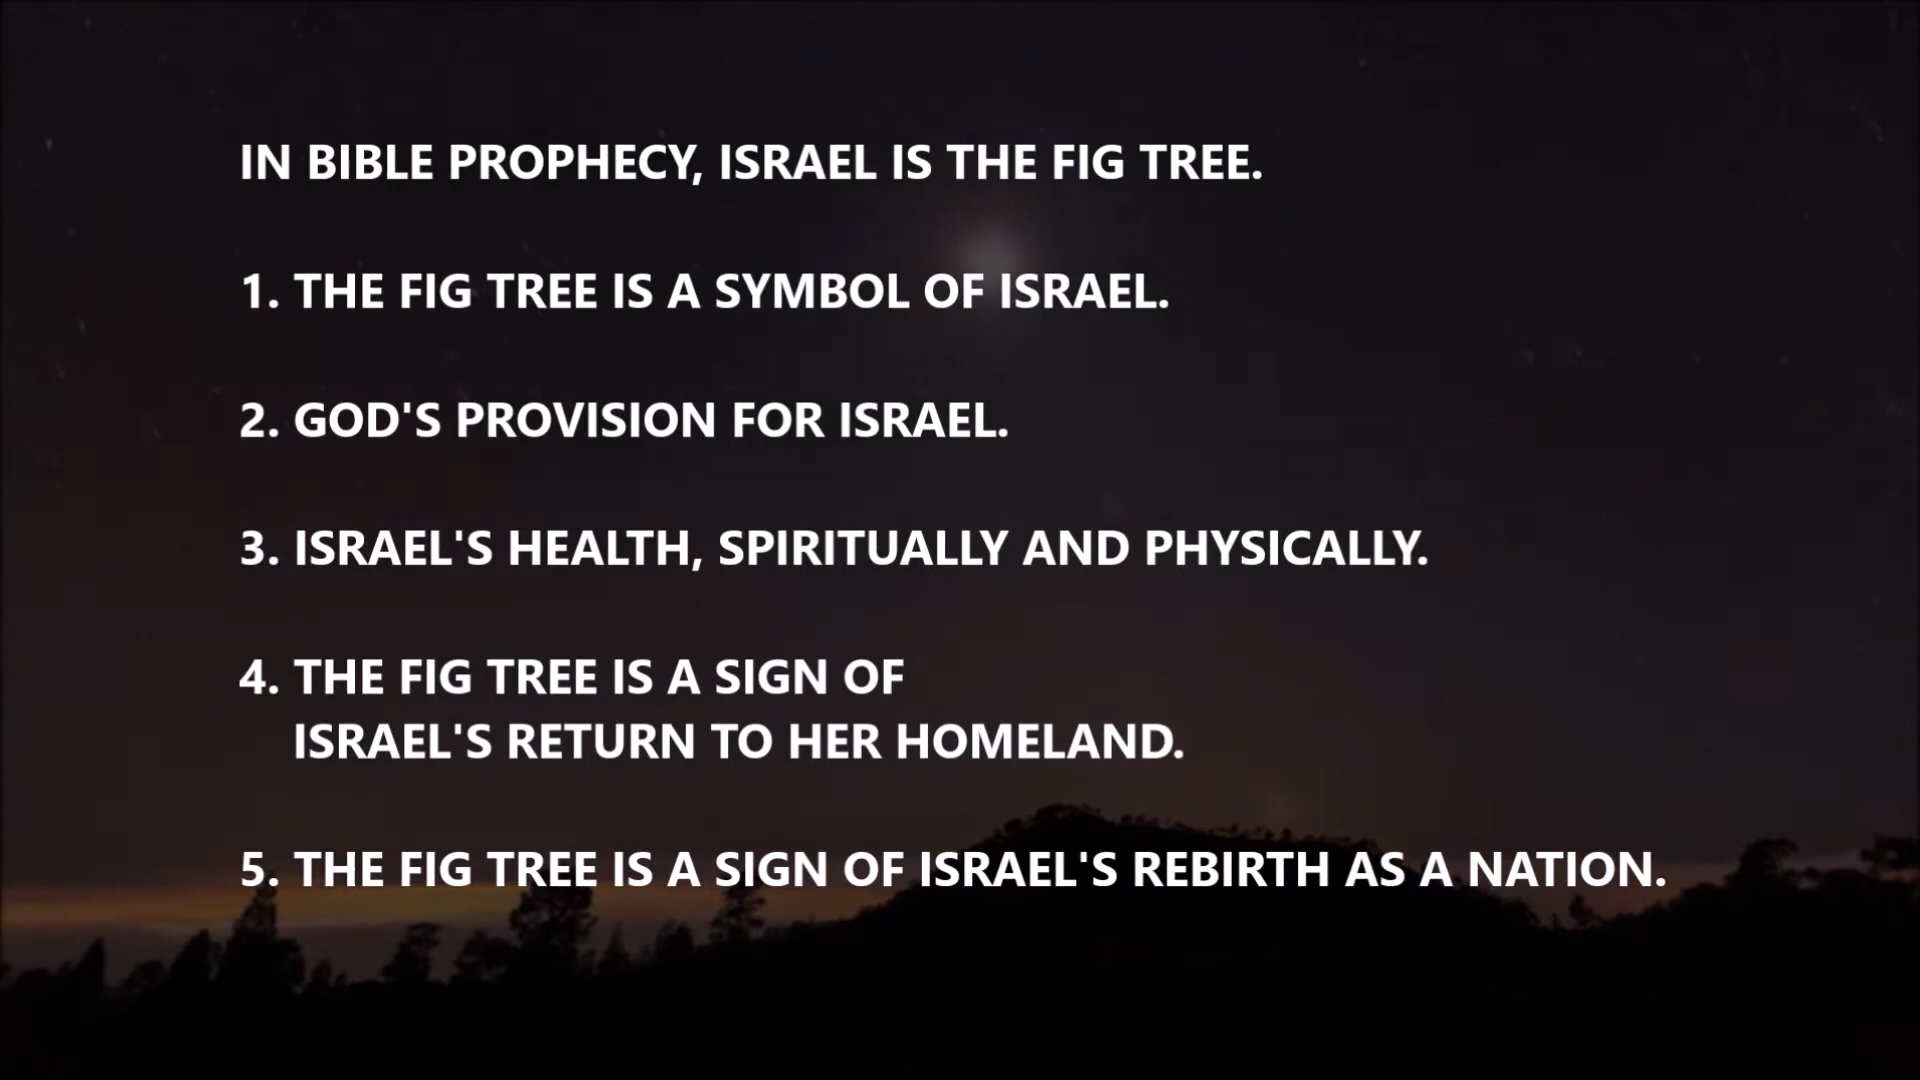 IN BIBLE PROPHECY, ISRAEL IS THE FIG TREE.
1. THE FIG TREE IS A SYMBOL OF ISRAEL.
2. GOD'S PROVISION FOR ISRAEL.
3. ISRAEL'S HEALTH, SPIRITUALLY AND PHYSICALLY.
4. THE FIG TREE IS A SIGN OF
ISRAEL'S RETURN TO HER HOMELAND.
5. THE FIG TREE IS A SIGN OF ISRAEL'S REBIRTH AS A NATION.